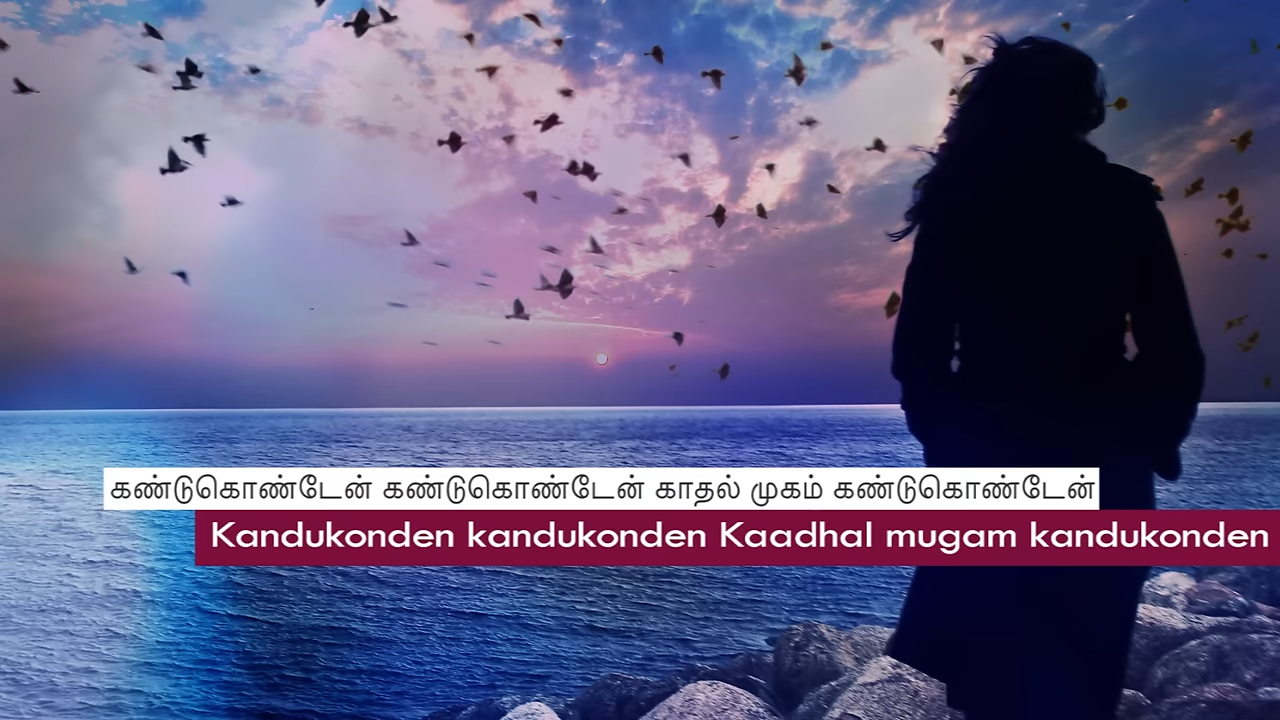 கண்டுகொண்டேன் கண்டுகொண்டேன் காதல் முகம் கண்டுகொண்டேன்
Kandukonden kandukonden Kaadhal mugam kandukonden